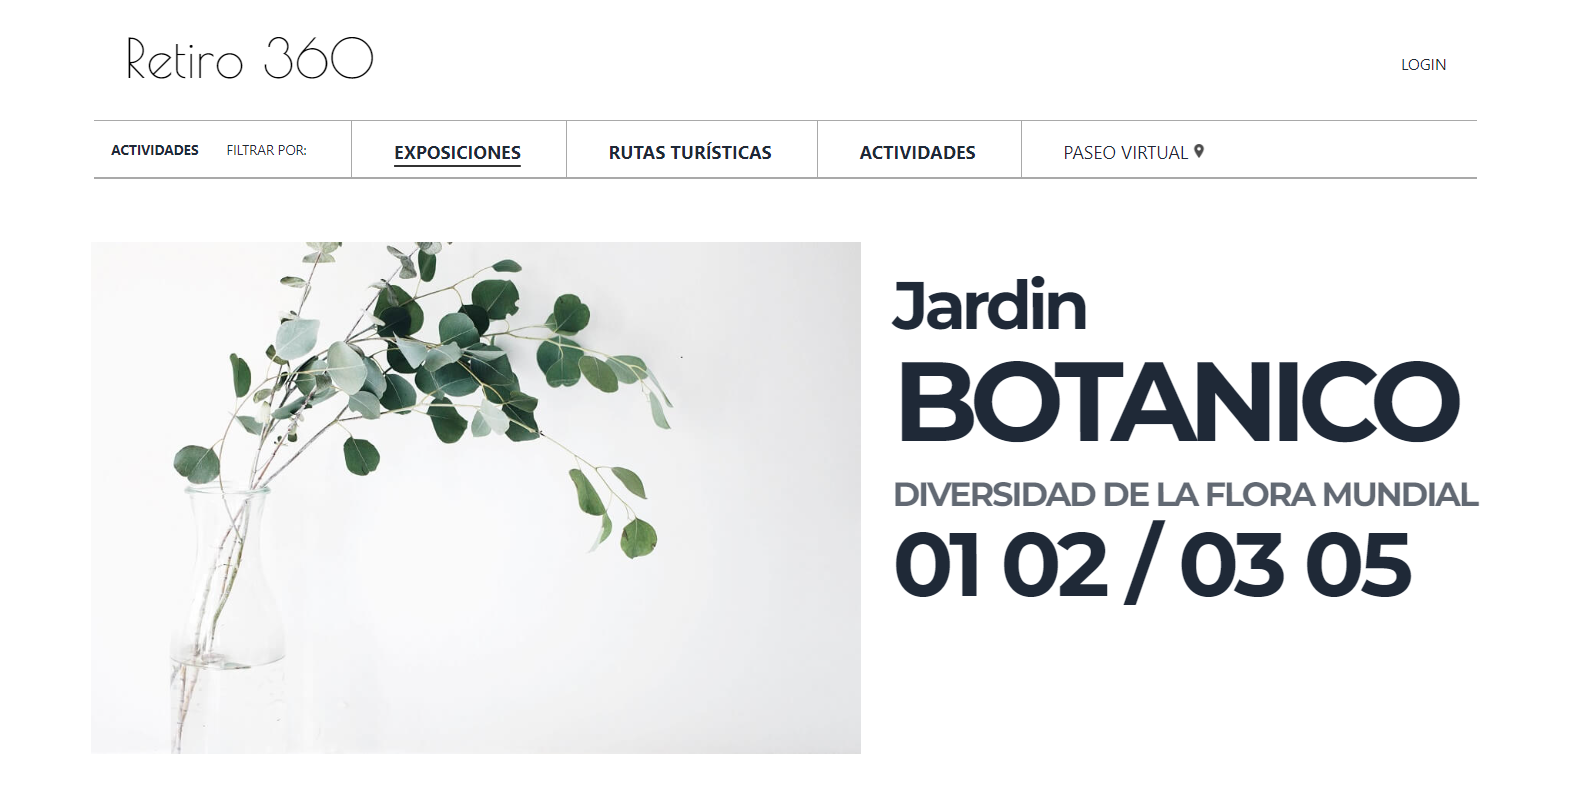 Retiro 360
LOGIN
ACTIVIDADES FILTRAR POR: EXPOSICIONES RUTAS TURÍSTICAS ACTIVIDADES PASEO VIRTUAL
Jardin
BOTANICO
DIVERSIDAD DE LA FLORA MUNDIAL
01 02 / 03 05